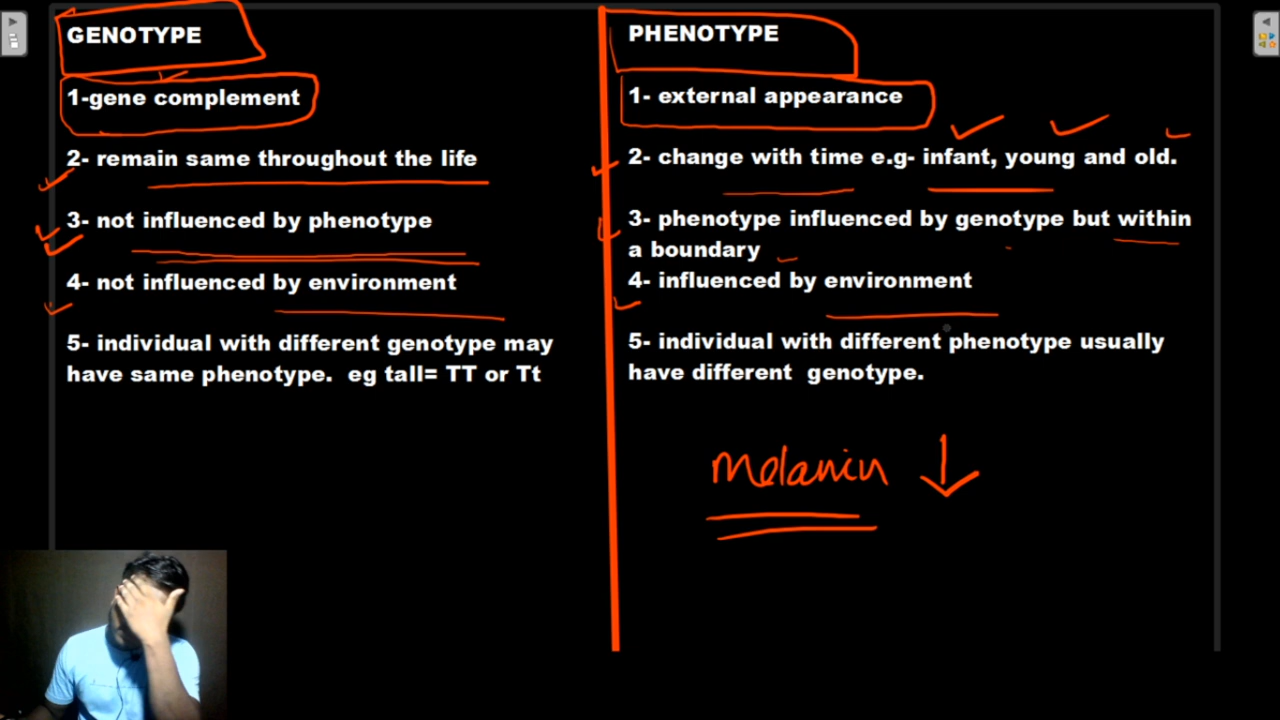 GENOTYPE
1-gene complement
2- remain same throughout the life
3- not influenced by phenotype
4- not influenced by environment
5- individual with different genotype may
have same phenotype.  eg tall= TT or Tt
PHENOTYPE
1- external appearance
2- change with time e.g- infant, young and old.
3- phenotype influenced by genotype but within
a boundary
4- influenced by environment
5- individual with different phenotype usually
have different  genotype.
Melanin ↓